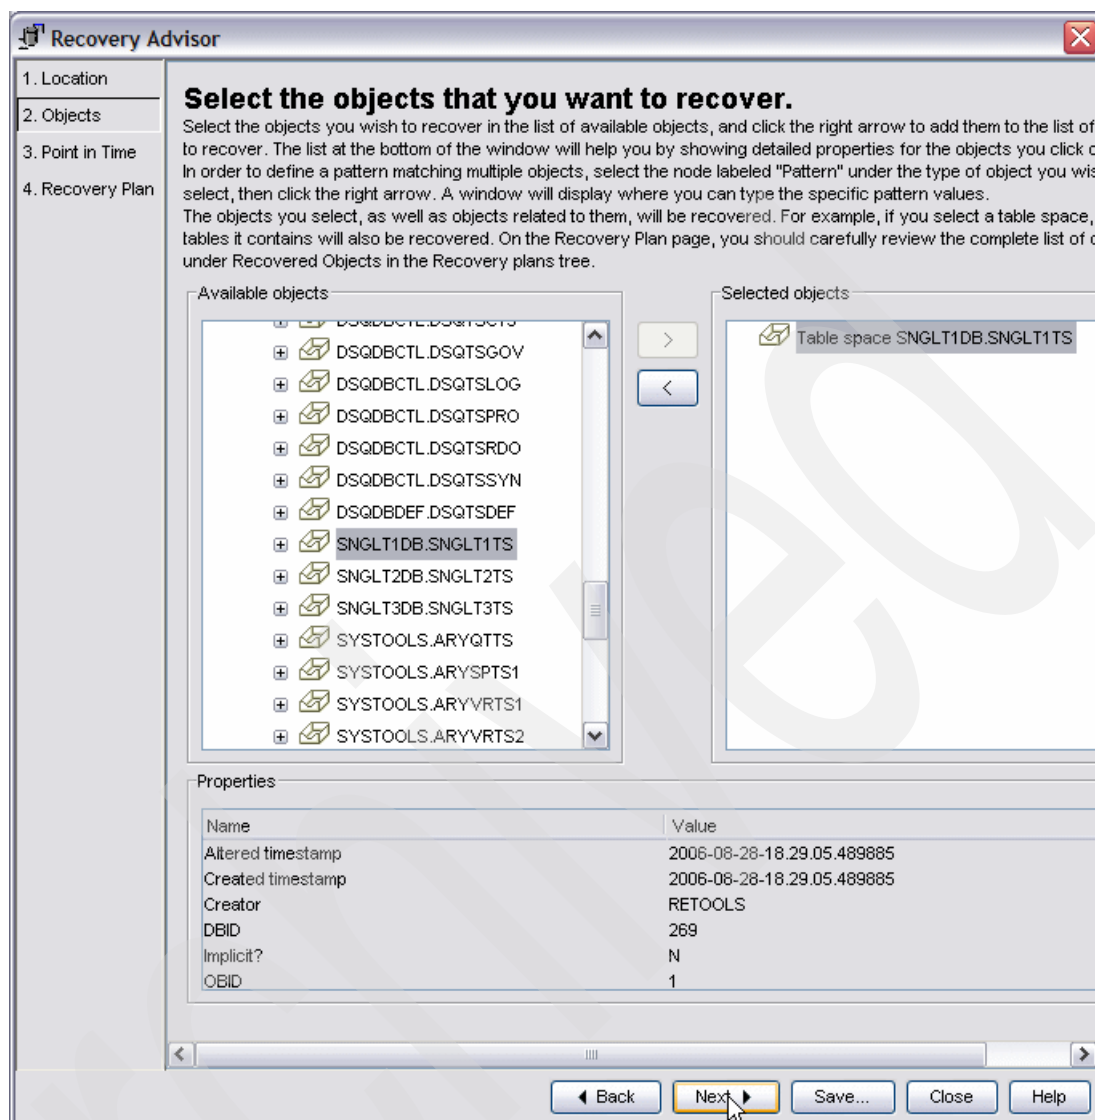 Recovery Advisor
1. Location
2. Objects
3. Point in Time
4. Recovery Plan
Select the objects that you want to recover.
Select the objects you wish to recover in the list of available objects, and click the right arrow to add them to the list of
to recover. The list at the bottom of the window will help you by showing detailed properties for the objects you click
In order to define a pattern matching multiple objects, select the node labeled "Pattern" under the type of object you
select, then click the right arrow. A window will display where you can type the specific pattern values.
The objects you select, as well as objects related to them, will be recovered. For example, if you select a table space,
tables it contains will also be recovered. On the Recovery Plan page, you should carefully review the complete list of
under Recovered Objects in the Recovery plans tree.
Available objects
DSQDBCTL.DSQTSGOV
DSQDBCTL.DSQTSLOG
DSQDBCTL.DSQTSPRO
DSQDBCTL.DSQTSRDO
DSQDBCTL.DSQTSSYN
DSQDBDEF.DSQTSDEF
SNGLT1DB.SNGLT1TS
SNGLT2DB.SNGLT2TS
SNGLT3DB.SNGLT3TS
SYSTOOLS.ARYQTTS
SYSTOOLS.ARYSPTS1
SYSTOOLS.ARYVRTS1
SYSTOOLS.ARYVRTS2
>
<
Selected objects
Table space SNGLT1DB.SNGLT1TS
Properties
Name Value
Altered timestamp 2006-08-28-18.29.05.489885
Created timestamp 2006-08-28-18.29.05.489885
Creator RETOOLS
DBID 269
Implicit? N
OBID 1
Back Next Save... Close Help